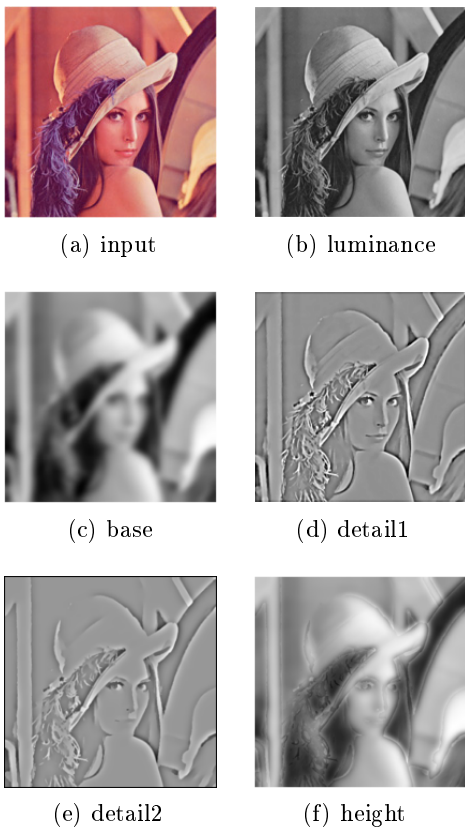 (a) input
(b) luminance
(c) base
(d) detail1
(e) detail2
(f) height